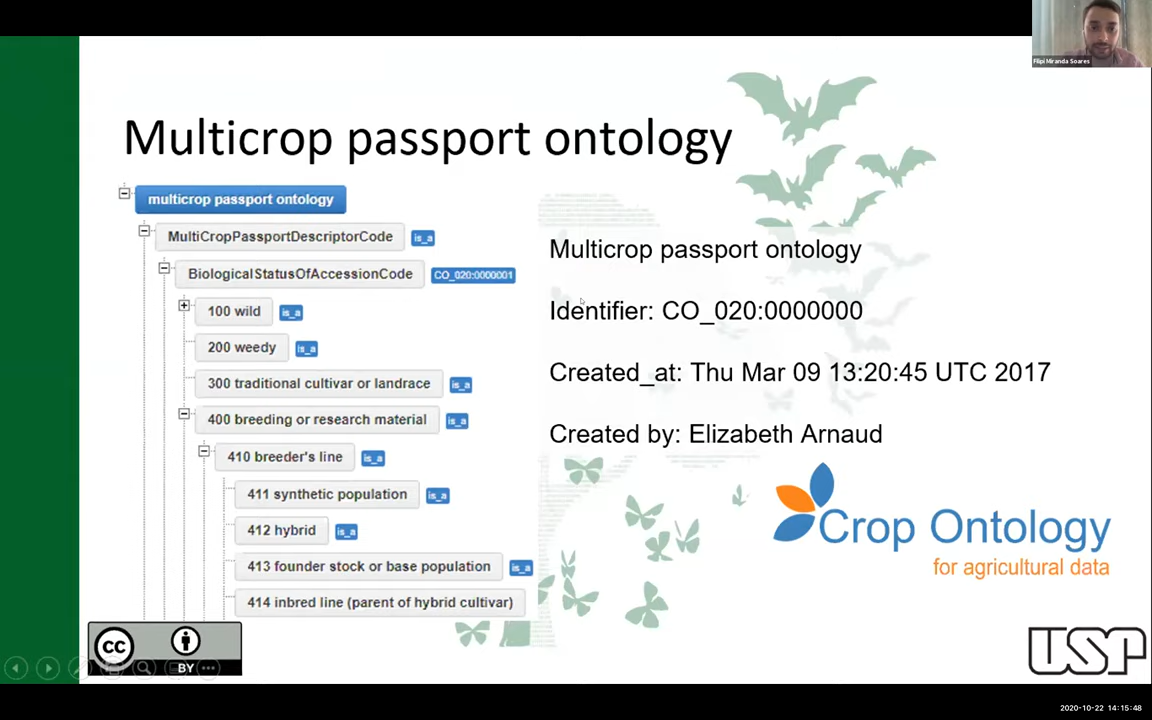 Filipi Miranda Soares
Multicrop passport ontology
multicrop passport ontology
MultiCropPassportDescriptorCode is_a
BiologicalStatusOfAccessionCode CO_020:0000001
100 wild is_a
200 weedy is_a
300 traditional cultivar or landrace is_a
400 breeding or research material is_a
410 breeder's line is_a
411 synthetic population is_a
412 hybrid is_a
413 founder stock or base population is_a
414 inbred line (parent of hybrid cultivar)
Multicrop passport ontology
Identifier: CO_020:0000000
Created_at: Thu Mar 09 13:20:45 UTC 2017
Created by: Elizabeth Arnaud
Crop Ontology
for agricultural data
cc
BY
USP
2020-10-22 14:15:48